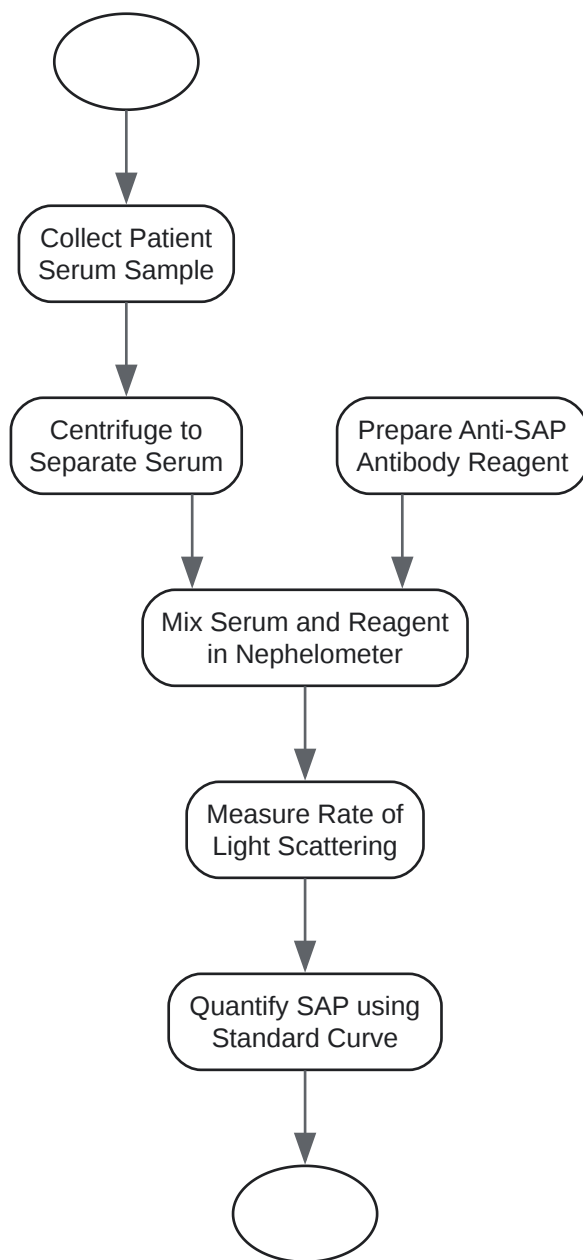 Collect Patient
Serum Sample
Centrifuge to
Separate Serum
Prepare Anti-SAP
Antibody Reagent
Mix Serum and Reagent
in Nephelometer
Measure Rate of
Light Scattering
Quantify SAP using
Standard Curve